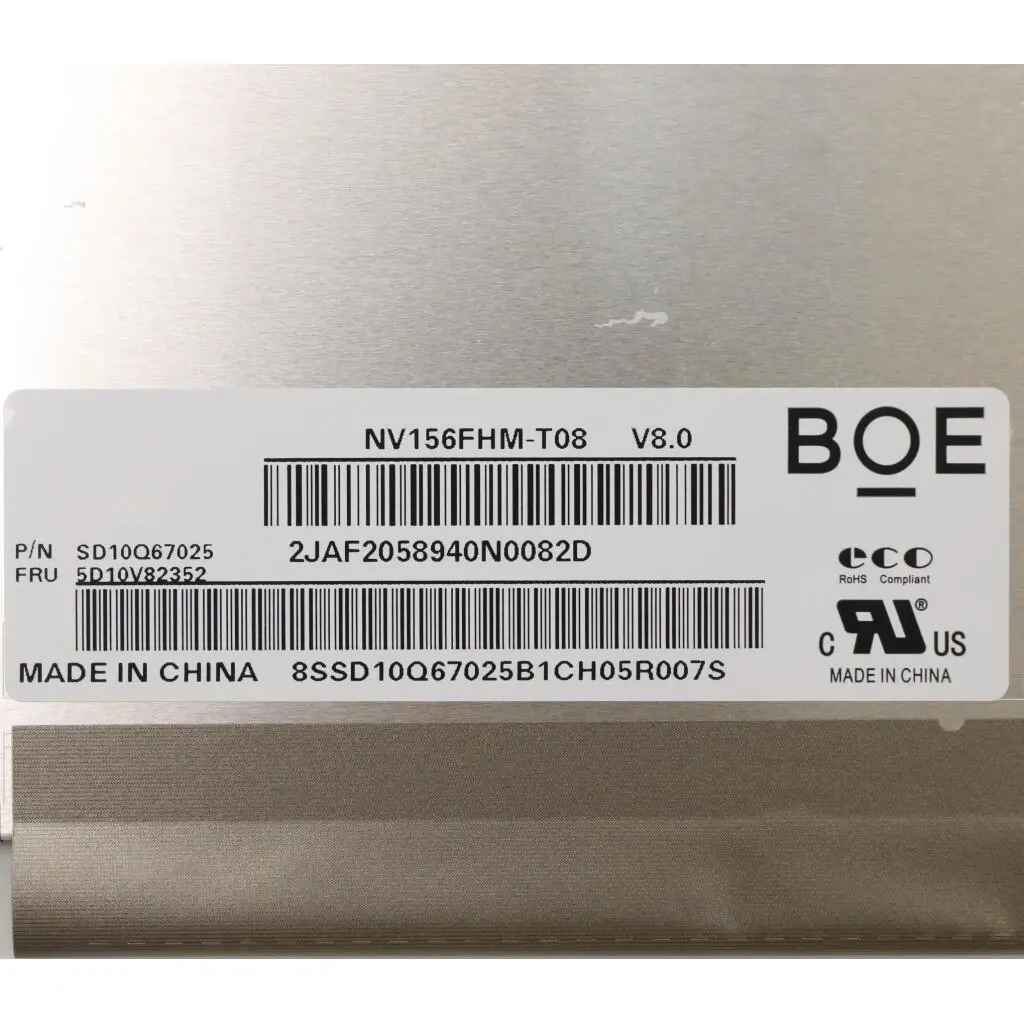 NV156FHM-T08 V8.0
BOE
P/N SD10Q67025
2JAF2058940N0082D
FRU 5D10V82352
eco
RoHS Compliant
C RU® US
MADE IN CHINA 8SSD10Q67025B1CH05R007S
MADE IN CHINA